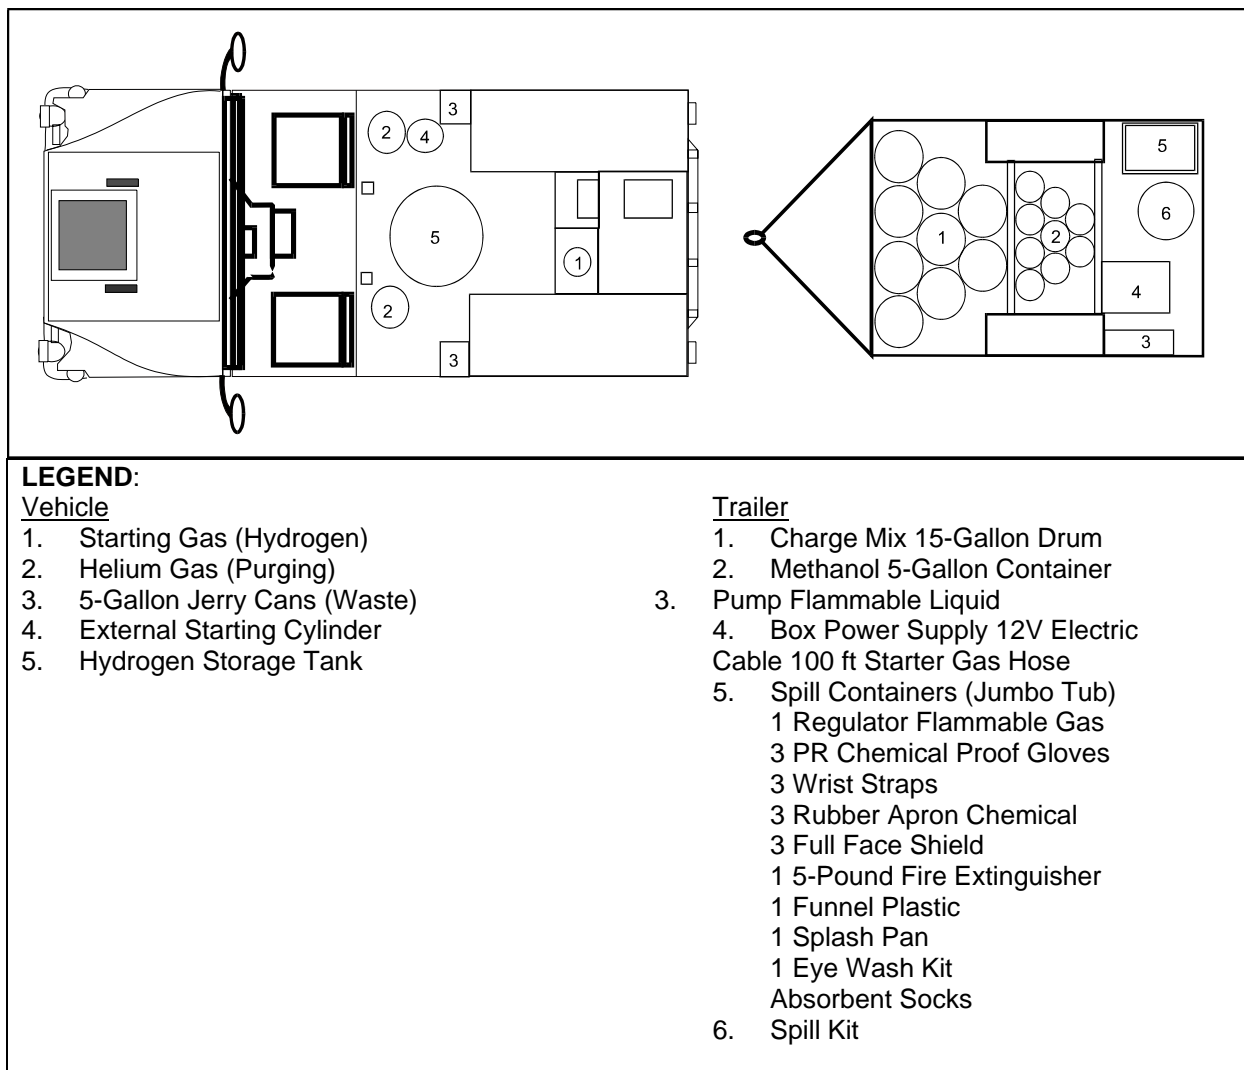 3
2
4
5
1
2
3
5
6
1
2
4
3
LEGEND:
Vehicle
1. Starting Gas (Hydrogen)
2. Helium Gas (Purging)
3. 5-Gallon Jerry Cans (Waste)
4. External Starting Cylinder
5. Hydrogen Storage Tank
Trailer
1. Charge Mix 15-Gallon Drum
2. Methanol 5-Gallon Container
3. Pump Flammable Liquid
4. Box Power Supply 12V Electric
Cable 100 ft Starter Gas Hose
5. Spill Containers (Jumbo Tub)
1 Regulator Flammable Gas
3 PR Chemical Proof Gloves
3 Wrist Straps
3 Rubber Apron Chemical
3 Full Face Shield
1 5-Pound Fire Extinguisher
1 Funnel Plastic
1 Splash Pan
1 Eye Wash Kit
Absorbent Socks
6. Spill Kit